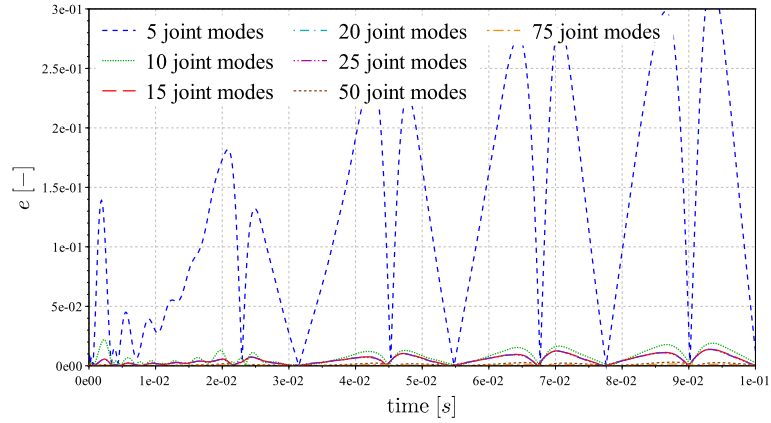 3e-01
2.5e-01
2e-01
1.5e-01
1e-01
5e-02
0e00
e [−]
5 joint modes
20 joint modes
75 joint modes
10 joint modes
25 joint modes
15 joint modes
50 joint modes
0e00
1e-02
2e-02
3e-02
4e-02
5e-02
6e-02
7e-02
8e-02
9e-02
1e-01
time [s]